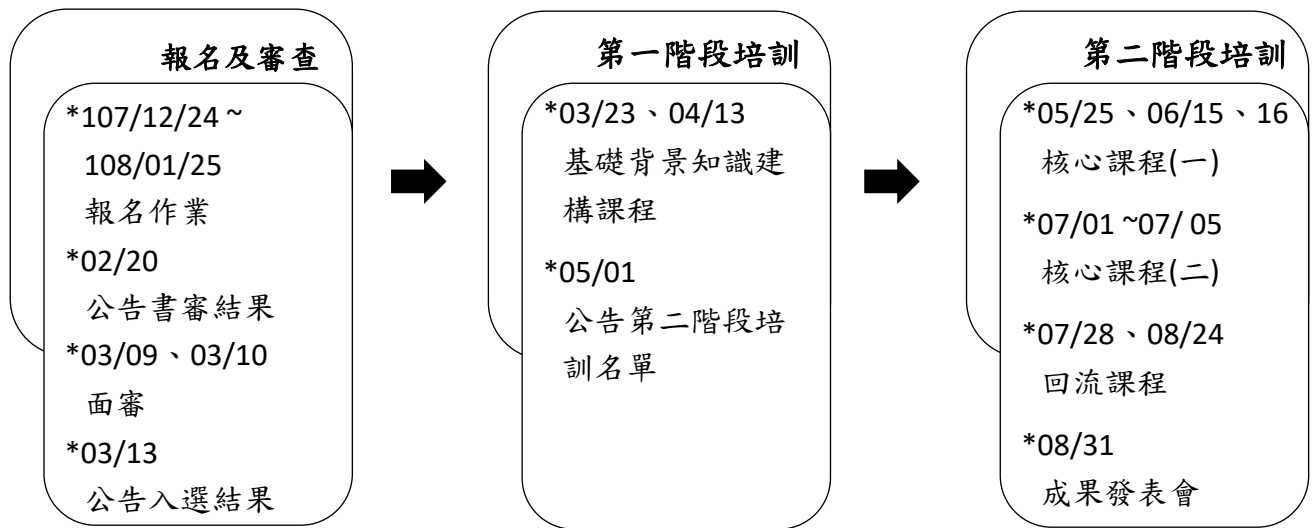 報名及審查
*107/12/24 ~
108/01/25
報名作業
*02/20
公告書審結果
*03/09、03/10
面審
*03/13
公告入選結果
第一階段培訓
*03/23、04/13
基礎背景知識建
構課程
*05/01
公告第二階段培
訓名單
第二階段培訓
*05/25、06/15、16
核心課程(一)
*07/01 ~07/ 05
核心課程(二)
*07/28、08/24
回流課程
*08/31
成果發表會